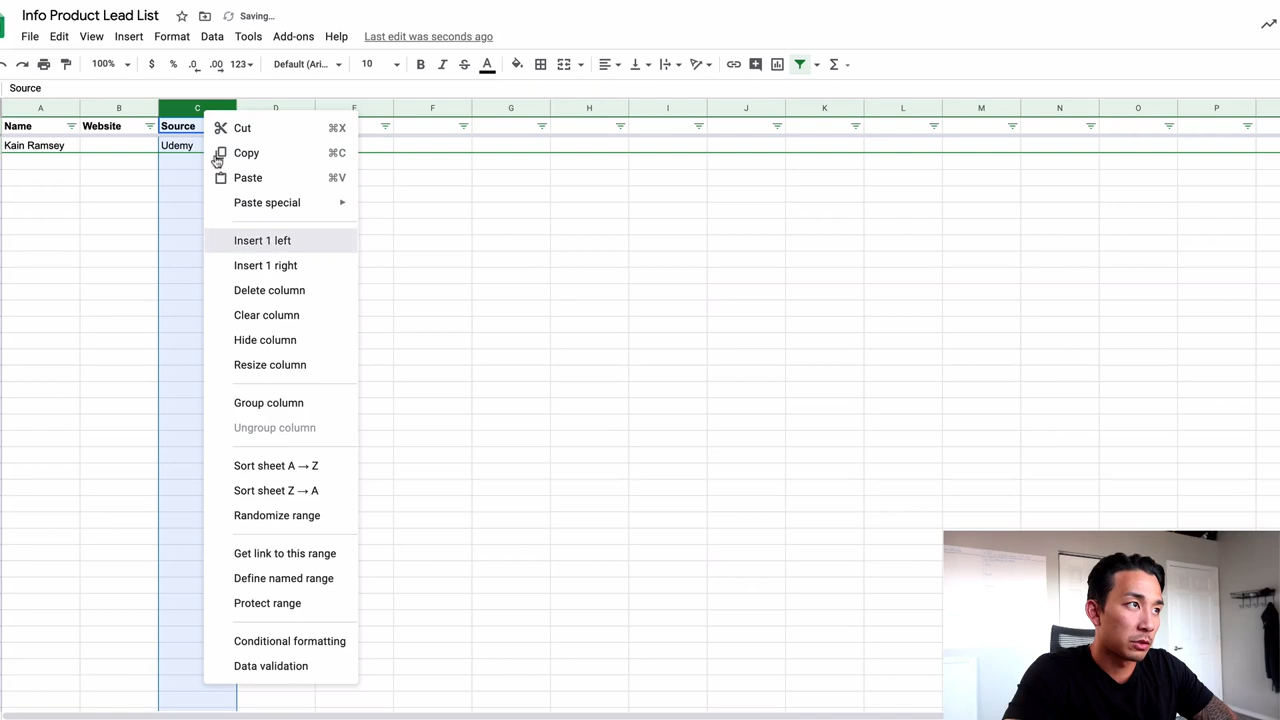 Info Product Lead List Saving...
File Edit View Insert Format Data Tools Add-ons Help Last edit was seconds ago
100% $ % .0 .00 123 Default (Ari... 10 B I S A Σ
Source
A B C D E F G H I J K L M N O P
Name Website Source
Kain Ramsey Udemy
Cut ⌘X
Copy ⌘C
Paste ⌘V
Paste special
Insert 1 left
Insert 1 right
Delete column
Clear column
Hide column
Resize column
Group column
Ungroup column
Sort sheet A → Z
Sort sheet Z → A
Randomize range
Get link to this range
Define named range
Protect range
Conditional formatting
Data validation